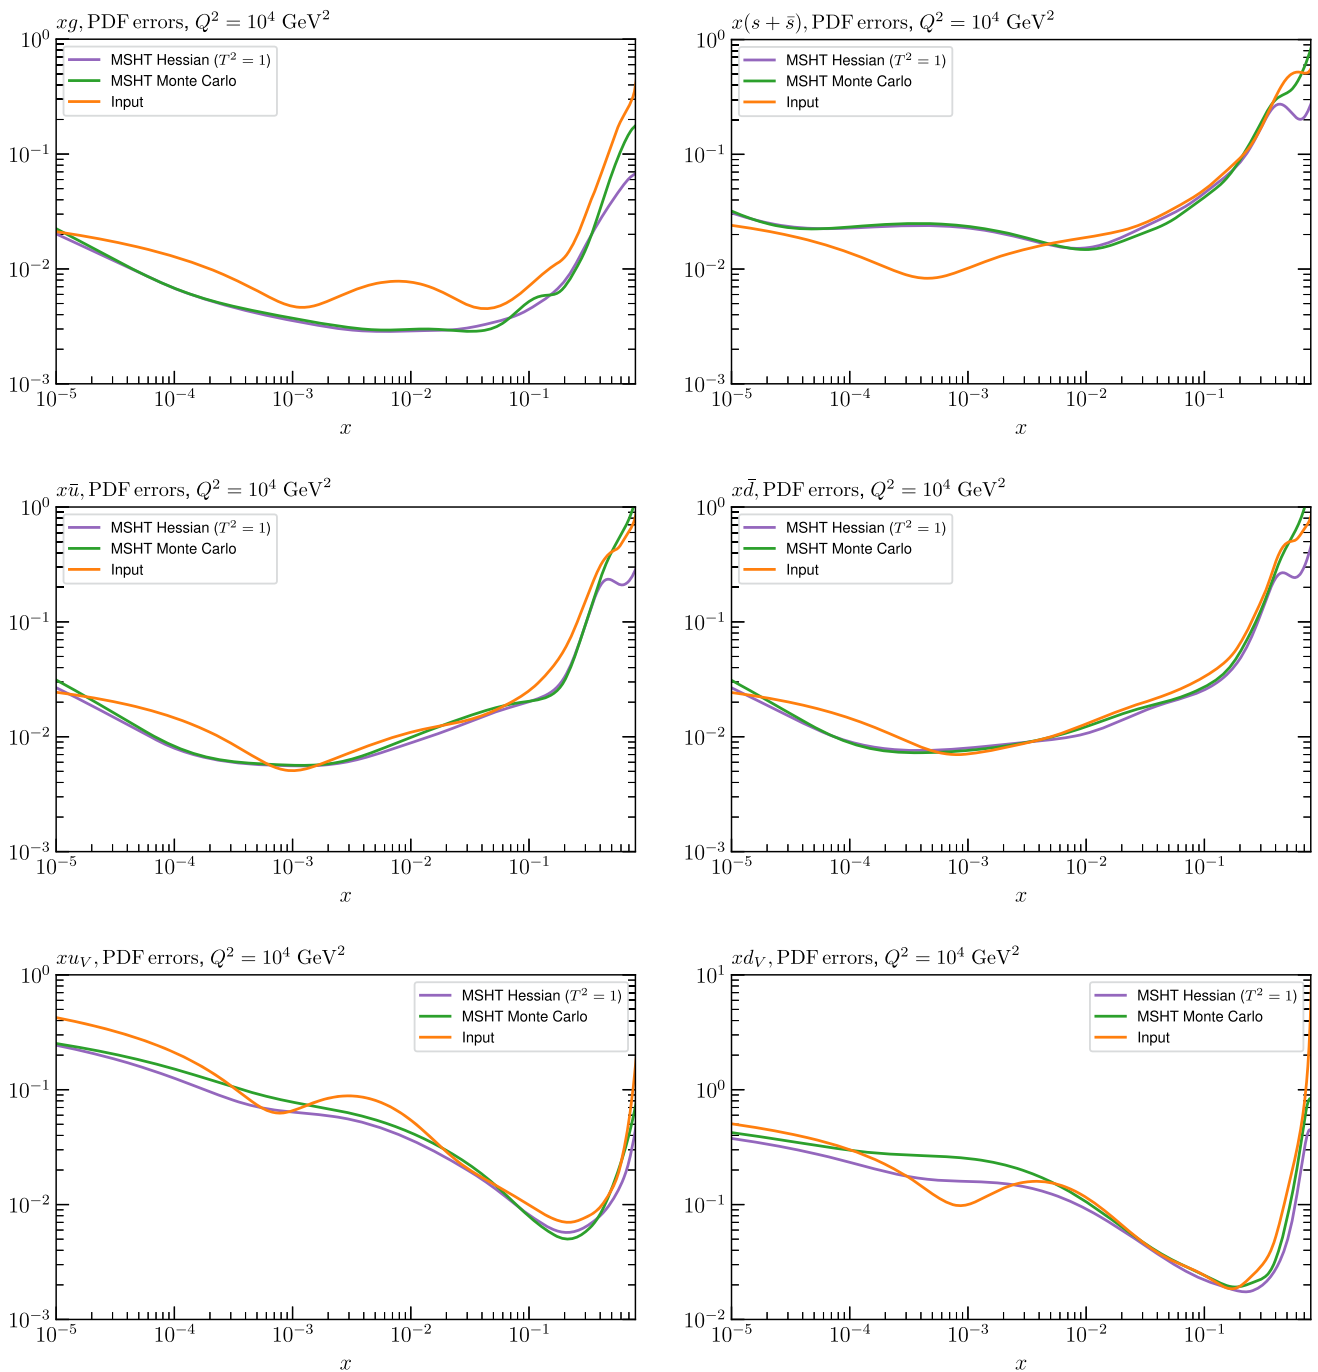 xg, PDF errors, Q² = 10⁴ GeV²
10⁰
10⁻¹
10⁻²
10⁻³
MSHT Hessian (T² = 1)
MSHT Monte Carlo
Input
10⁻⁵ 10⁻⁴ 10⁻³ 10⁻² 10⁻¹
x
x(s + s̄), PDF errors, Q² = 10⁴ GeV²
10⁰
10⁻¹
10⁻²
10⁻³
MSHT Hessian (T² = 1)
MSHT Monte Carlo
Input
10⁻⁵ 10⁻⁴ 10⁻³ 10⁻² 10⁻¹
x
xū, PDF errors, Q² = 10⁴ GeV²
10⁰
10⁻¹
10⁻²
10⁻³
MSHT Hessian (T² = 1)
MSHT Monte Carlo
Input
10⁻⁵ 10⁻⁴ 10⁻³ 10⁻² 10⁻¹
x
xd̄, PDF errors, Q² = 10⁴ GeV²
10⁰
10⁻¹
10⁻²
10⁻³
MSHT Hessian (T² = 1)
MSHT Monte Carlo
Input
10⁻⁵ 10⁻⁴ 10⁻³ 10⁻² 10⁻¹
x
xu_V, PDF errors, Q² = 10⁴ GeV²
10⁰
10⁻¹
10⁻²
10⁻³
MSHT Hessian (T² = 1)
MSHT Monte Carlo
Input
10⁻⁵ 10⁻⁴ 10⁻³ 10⁻² 10⁻¹
x
xd_V, PDF errors, Q² = 10⁴ GeV²
10¹
10⁰
10⁻¹
10⁻²
MSHT Hessian (T² = 1)
MSHT Monte Carlo
Input
10⁻⁵ 10⁻⁴ 10⁻³ 10⁻² 10⁻¹
x